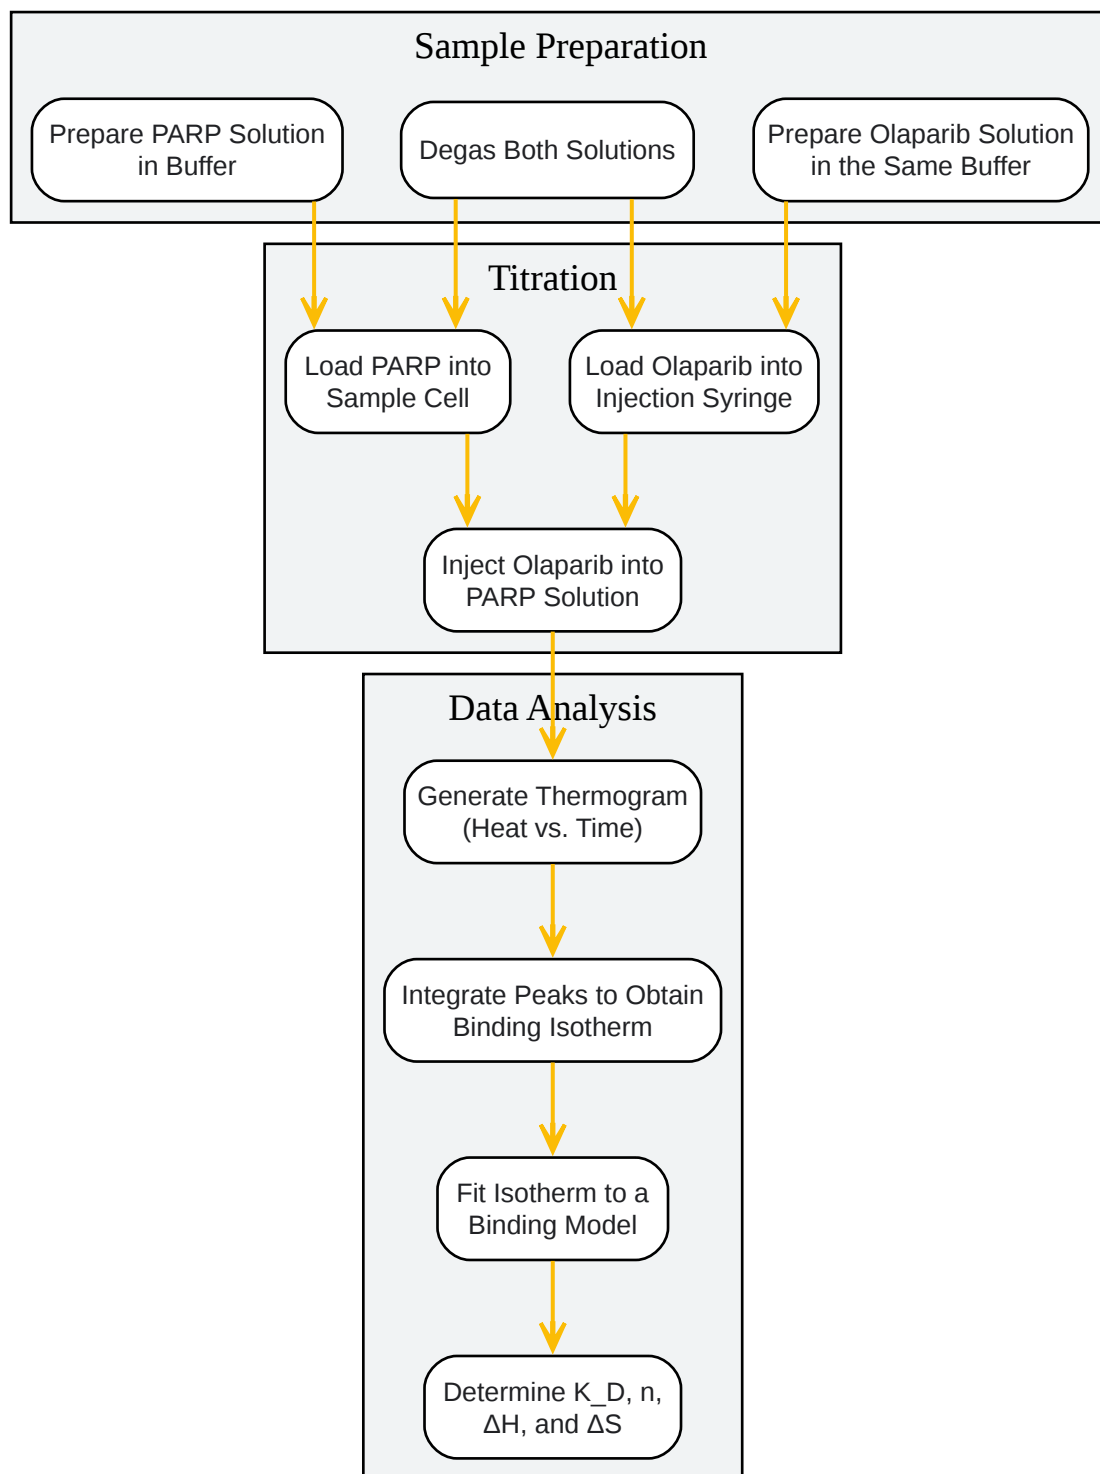 Sample Preparation
Prepare PARP Solution
in Buffer
Degas Both Solutions
Prepare Olaparib Solution
in the Same Buffer
Titration
Load PARP into
Sample Cell
Load Olaparib into
Injection Syringe
Inject Olaparib into
PARP Solution
Data Analysis
Generate Thermogram
(Heat vs. Time)
Integrate Peaks to Obtain
Binding Isotherm
Fit Isotherm to a
Binding Model
Determine K_D, n,
ΔH, and ΔS